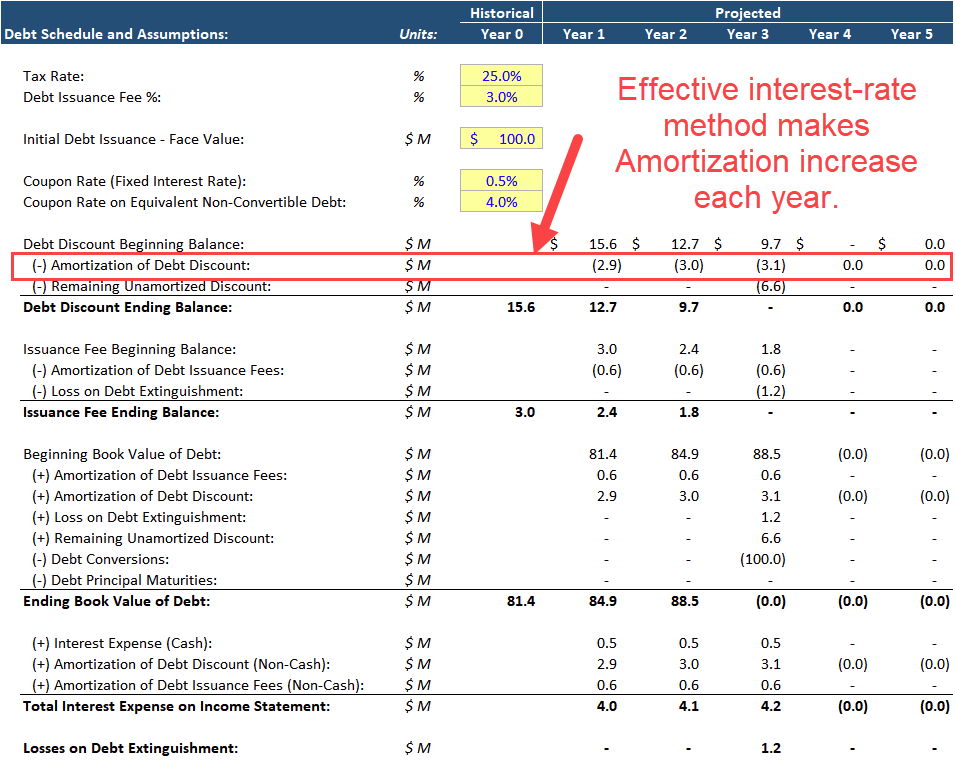 Historical Projected
Debt Schedule and Assumptions: Units: Year 0 Year 1 Year 2 Year 3 Year 4 Year 5
Tax Rate: % 25.0%
Debt Issuance Fee %: % 3.0%
Initial Debt Issuance - Face Value: $ M $ 100.0
Coupon Rate (Fixed Interest Rate): % 0.5%
Coupon Rate on Equivalent Non-Convertible Debt: % 4.0%
Effective interest-rate
method makes
Amortization increase
each year.
Debt Discount Beginning Balance: $ M $ 15.6 $ 12.7 $ 9.7 $ - $ 0.0
(-) Amortization of Debt Discount: $ M (2.9) (3.0) (3.1) 0.0 0.0
(-) Remaining Unamortized Discount: $ M - - (6.6) - -
Debt Discount Ending Balance: $ M 15.6 12.7 9.7 - 0.0 0.0
Issuance Fee Beginning Balance: $ M 3.0 2.4 1.8 - -
(-) Amortization of Debt Issuance Fees: $ M (0.6) (0.6) (0.6) - -
(-) Loss on Debt Extinguishment: $ M - - (1.2) - -
Issuance Fee Ending Balance: $ M 3.0 2.4 1.8 - - -
Beginning Book Value of Debt: $ M 81.4 84.9 88.5 (0.0) (0.0)
(+) Amortization of Debt Issuance Fees: $ M 0.6 0.6 0.6 - -
(+) Amortization of Debt Discount: $ M 2.9 3.0 3.1 (0.0) (0.0)
(+) Loss on Debt Extinguishment: $ M - - 1.2 - -
(+) Remaining Unamortized Discount: $ M - - 6.6 - -
(-) Debt Conversions: $ M - - (100.0) - -
(-) Debt Principal Maturities: $ M - - - - -
Ending Book Value of Debt: $ M 81.4 84.9 88.5 (0.0) (0.0) (0.0)
(+) Interest Expense (Cash): $ M 0.5 0.5 0.5 - -
(+) Amortization of Debt Discount (Non-Cash): $ M 2.9 3.0 3.1 (0.0) (0.0)
(+) Amortization of Debt Issuance Fees (Non-Cash): $ M 0.6 0.6 0.6 - -
Total Interest Expense on Income Statement: $ M 4.0 4.1 4.2 (0.0) (0.0)
Losses on Debt Extinguishment: $ M - - 1.2 - -